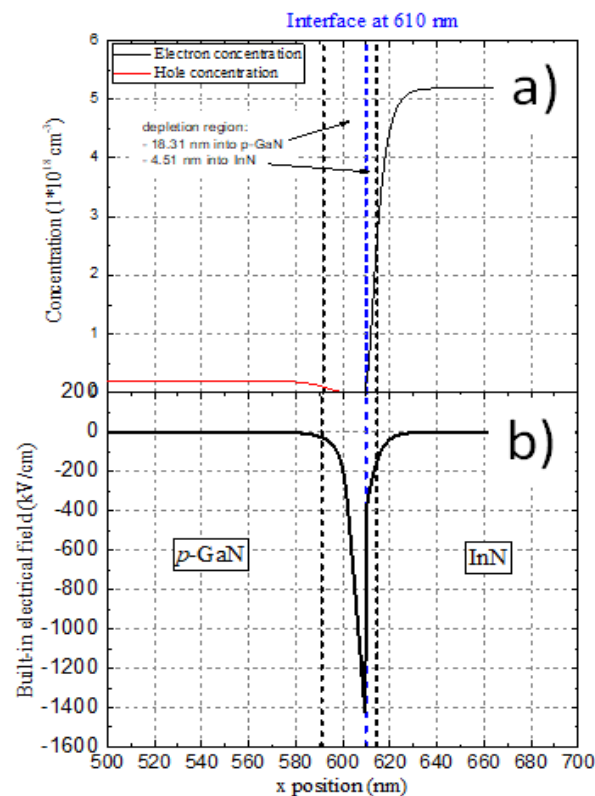 Interface at 610 nm
6
Electron concentration
Hole concentration
a)
5
depletion region:
- 18.31 nm into p-GaN
- 4.51 nm into InN
4
3
2
1
0
Concentration (1*10¹⁸ cm⁻³)
200
0
b)
-200
-400
-600
p-GaN
InN
-800
-1000
-1200
-1400
-1600
Built-in electrical field (kV/cm)
500 520 540 560 580 600 620 640 660 680 700
x position (nm)